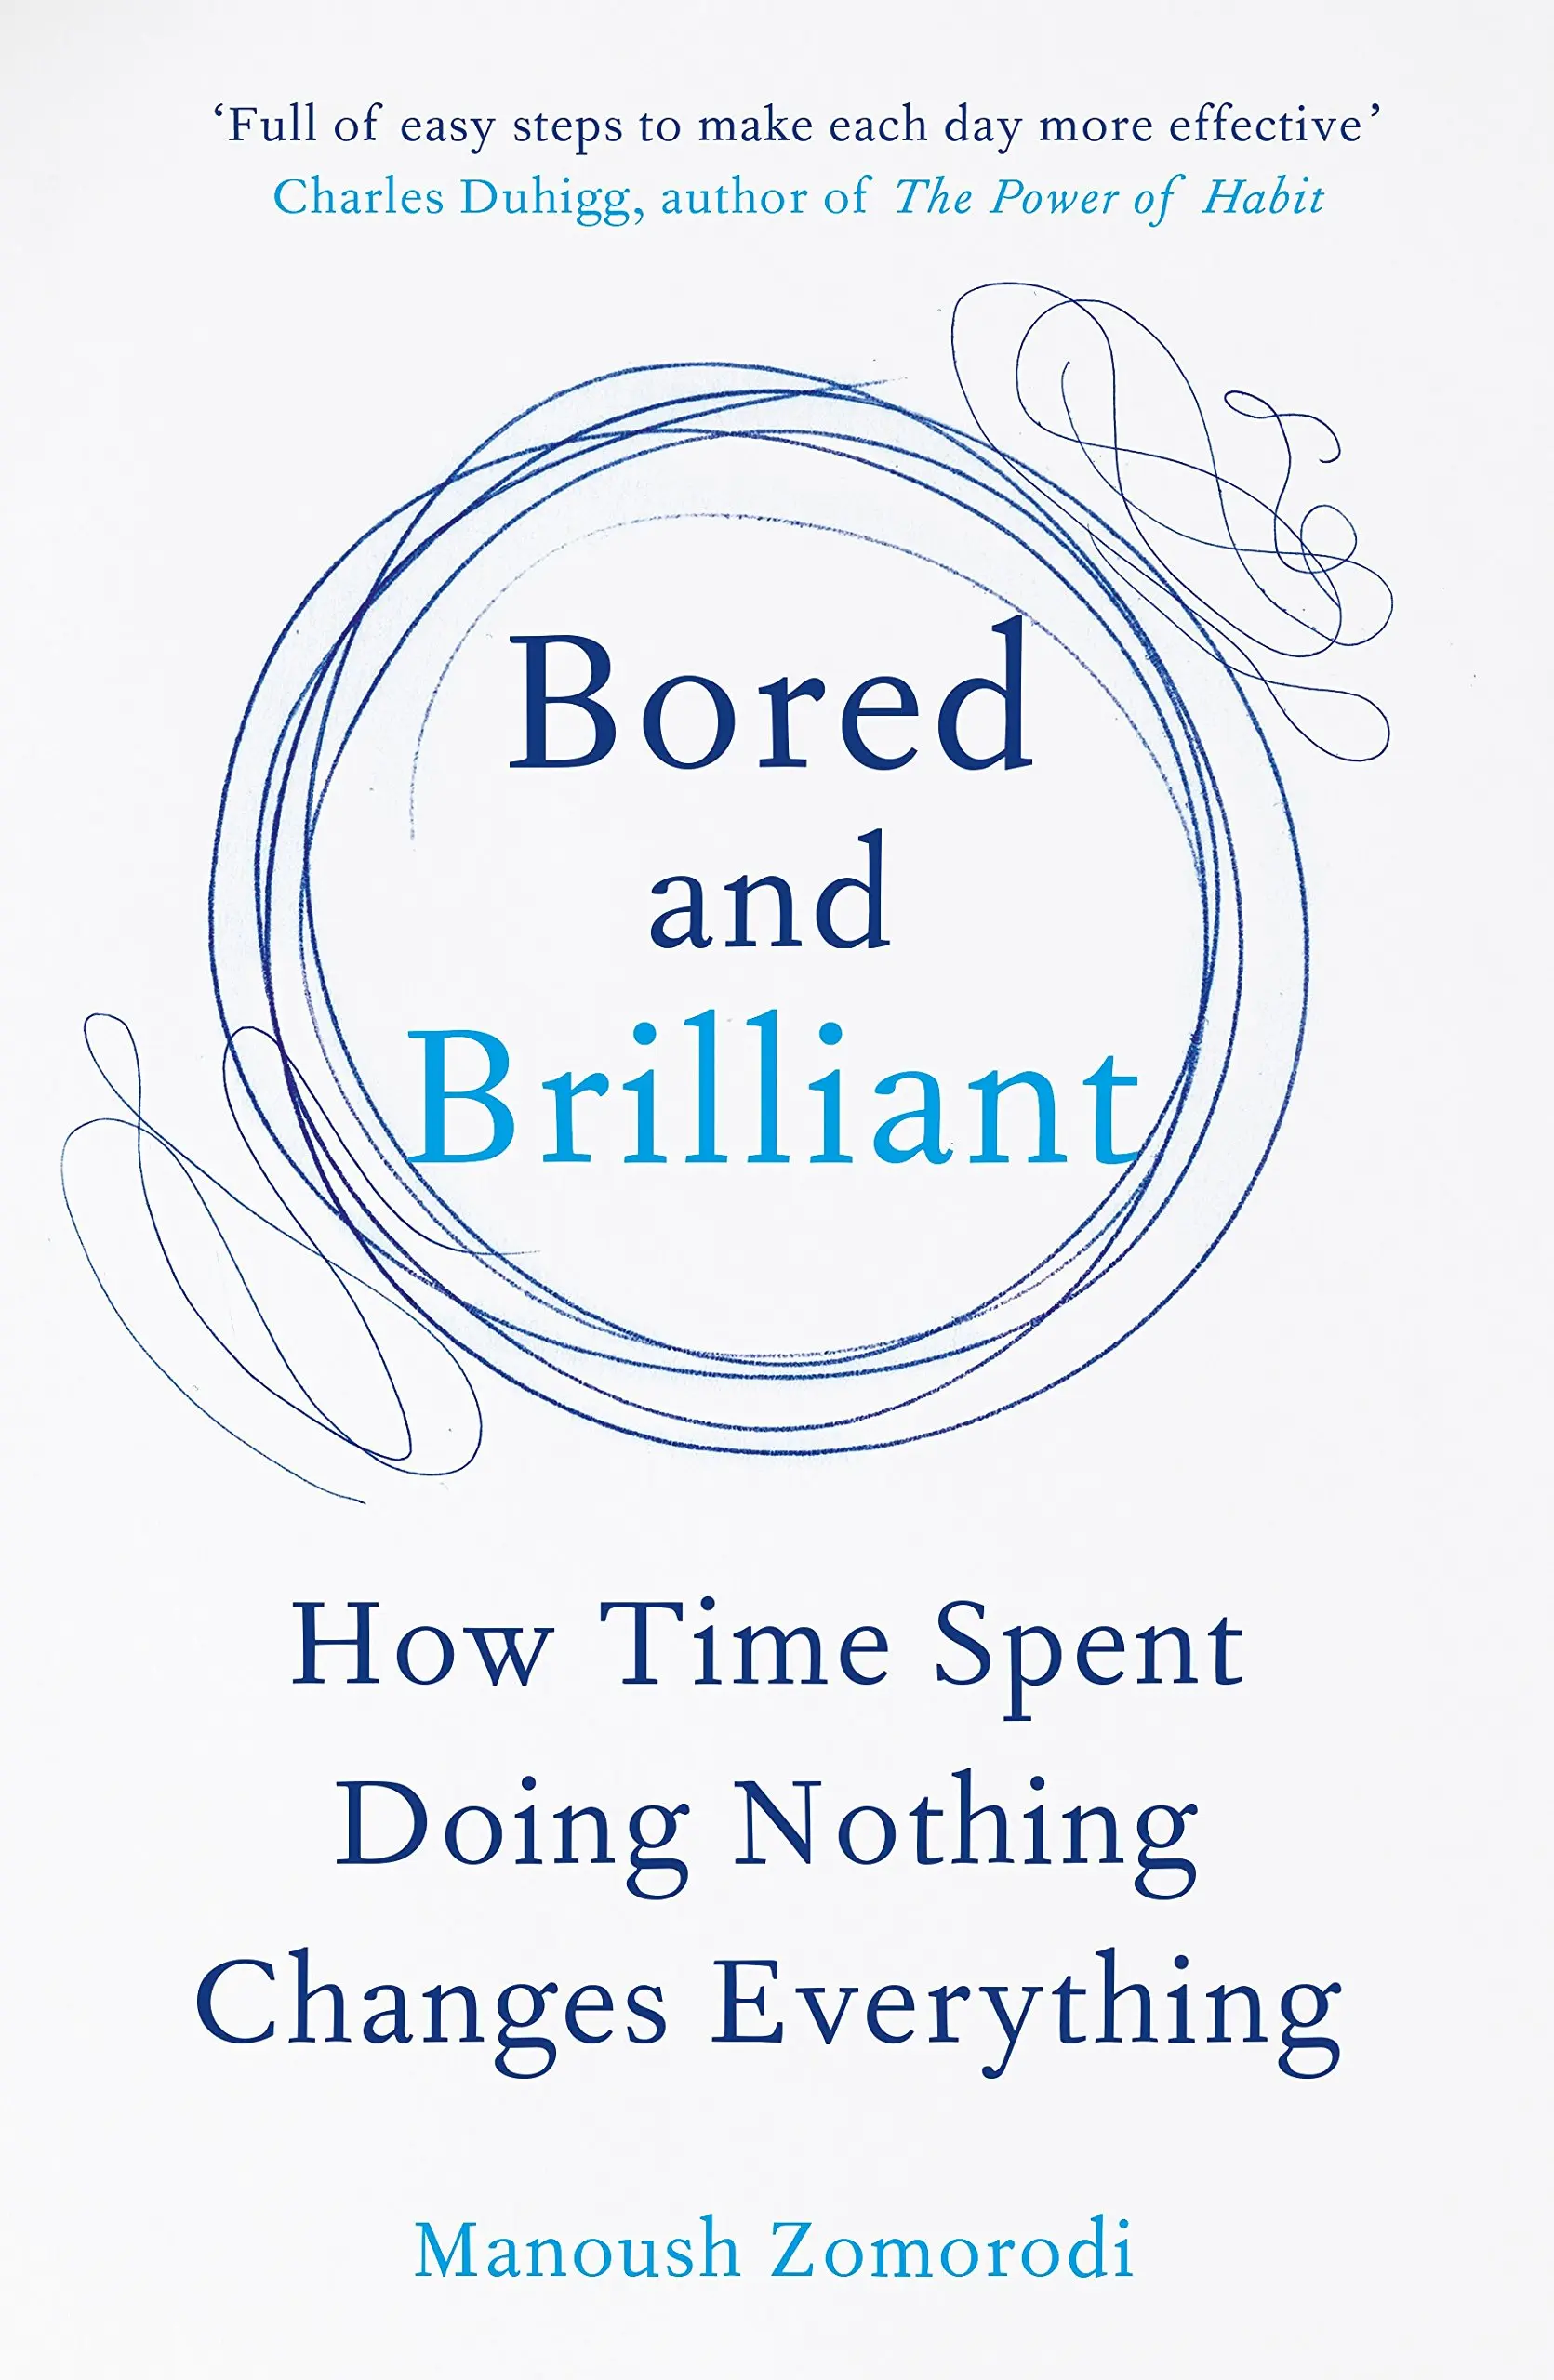 ‘Full of easy steps to make each day more effective’
Charles Duhigg, author of The Power of Habit
Bored
and
Brilliant
How Time Spent
Doing Nothing
Changes Everything
Manoush Zomorodi